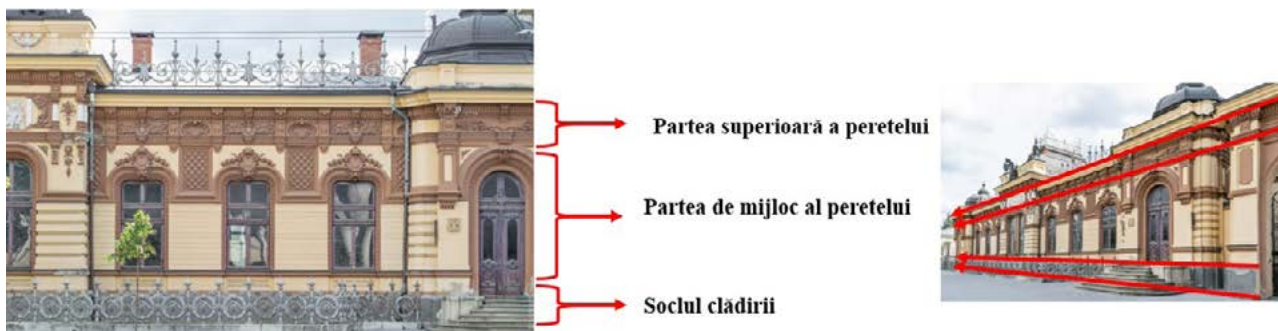 Partea superioară a peretelui
Partea de mijloc al peretelui
Soclul clădirii